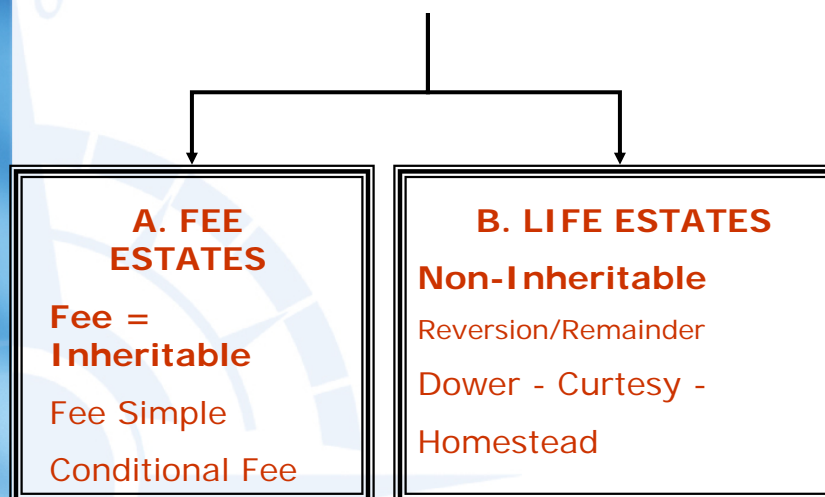 A. FEE
ESTATES
Fee =
Inheritable
Fee Simple
Conditional Fee
B. LIFE ESTATES
Non-Inheritable
Reversion/Remainder
Dower - Curtesy -
Homestead